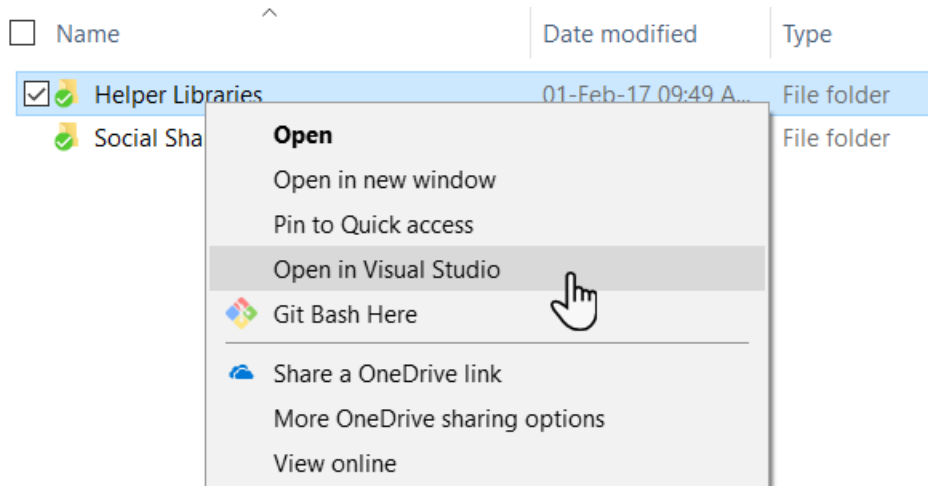 Name Date modified Type
Helper Libraries 01-Feb-17 09:49 A... File folder
Social Sha File folder
Open
Open in new window
Pin to Quick access
Open in Visual Studio
Git Bash Here
Share a OneDrive link
More OneDrive sharing options
View online